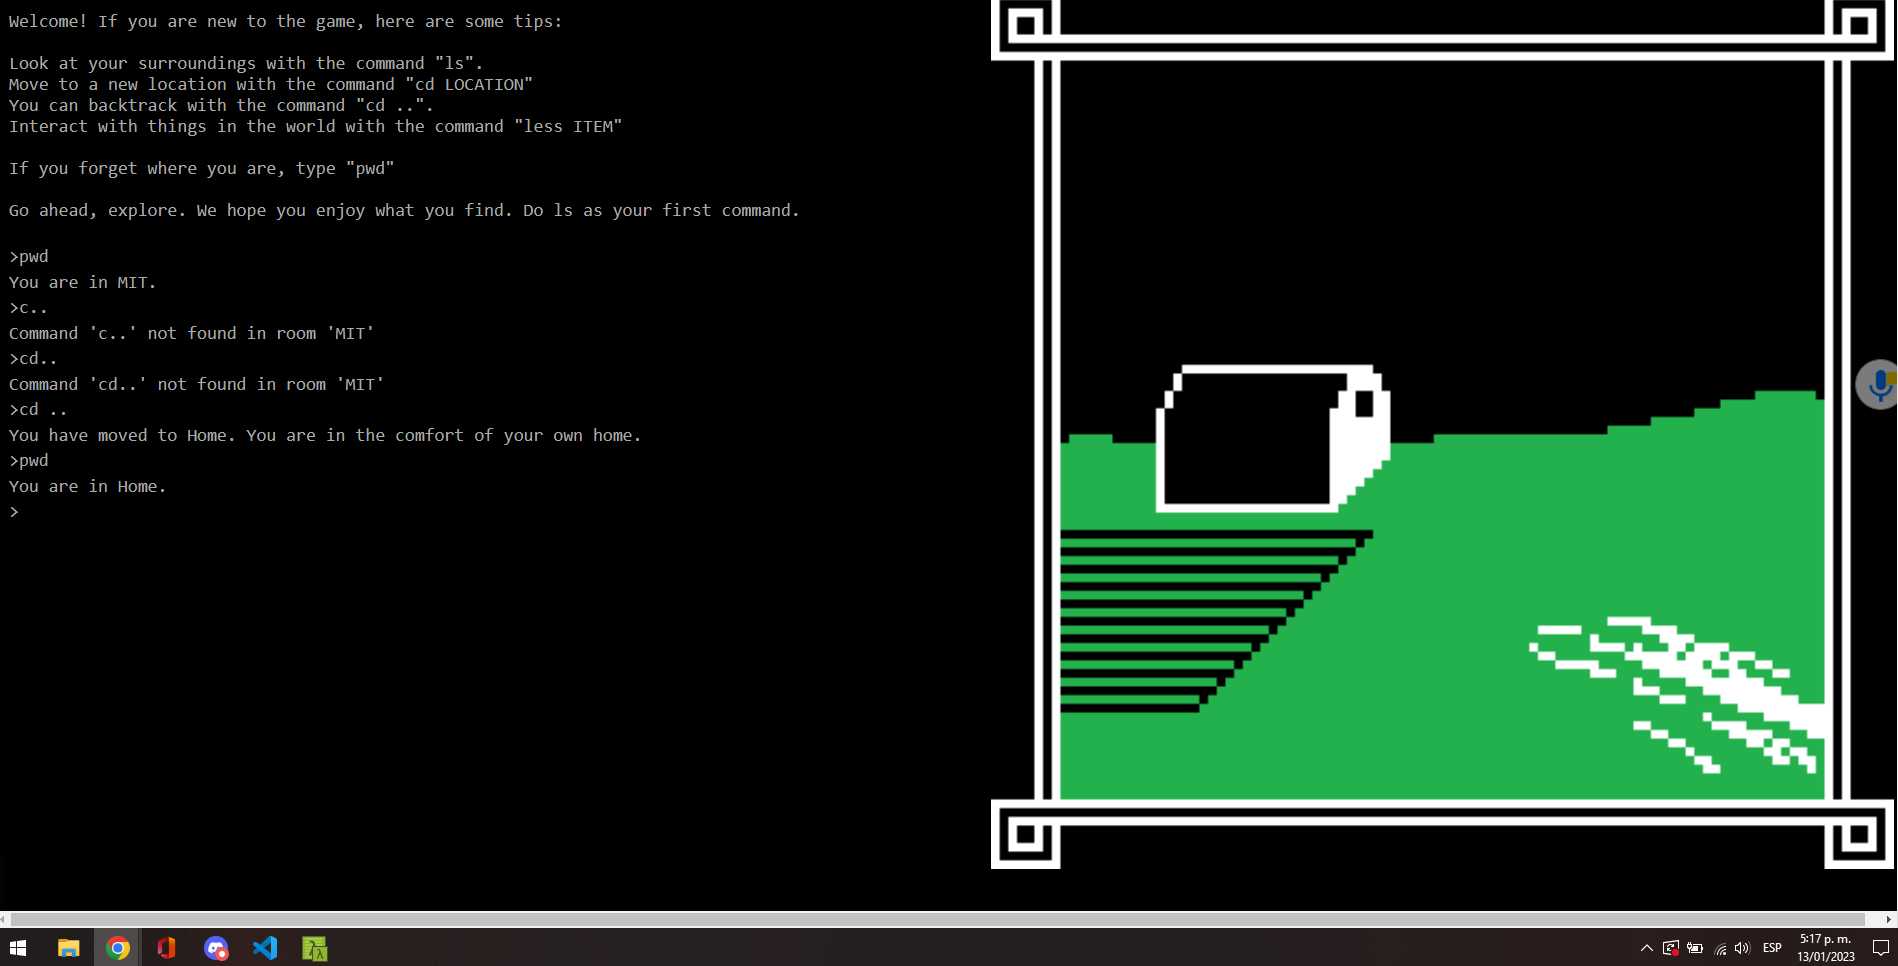 Welcome! If you are new to the game, here are some tips:
Look at your surroundings with the command "ls".
Move to a new location with the command "cd LOCATION"
You can backtrack with the command "cd ..".
Interact with things in the world with the command "less ITEM"
If you forget where you are, type "pwd"
Go ahead, explore. We hope you enjoy what you find. Do ls as your first command.
>pwd
You are in MIT.
>c..
Command 'c..' not found in room 'MIT'
>cd..
Command 'cd..' not found in room 'MIT'
>cd ..
You have moved to Home. You are in the comfort of your own home.
>pwd
You are in Home.
>
ESP
5:17 p. m.
13/01/2023